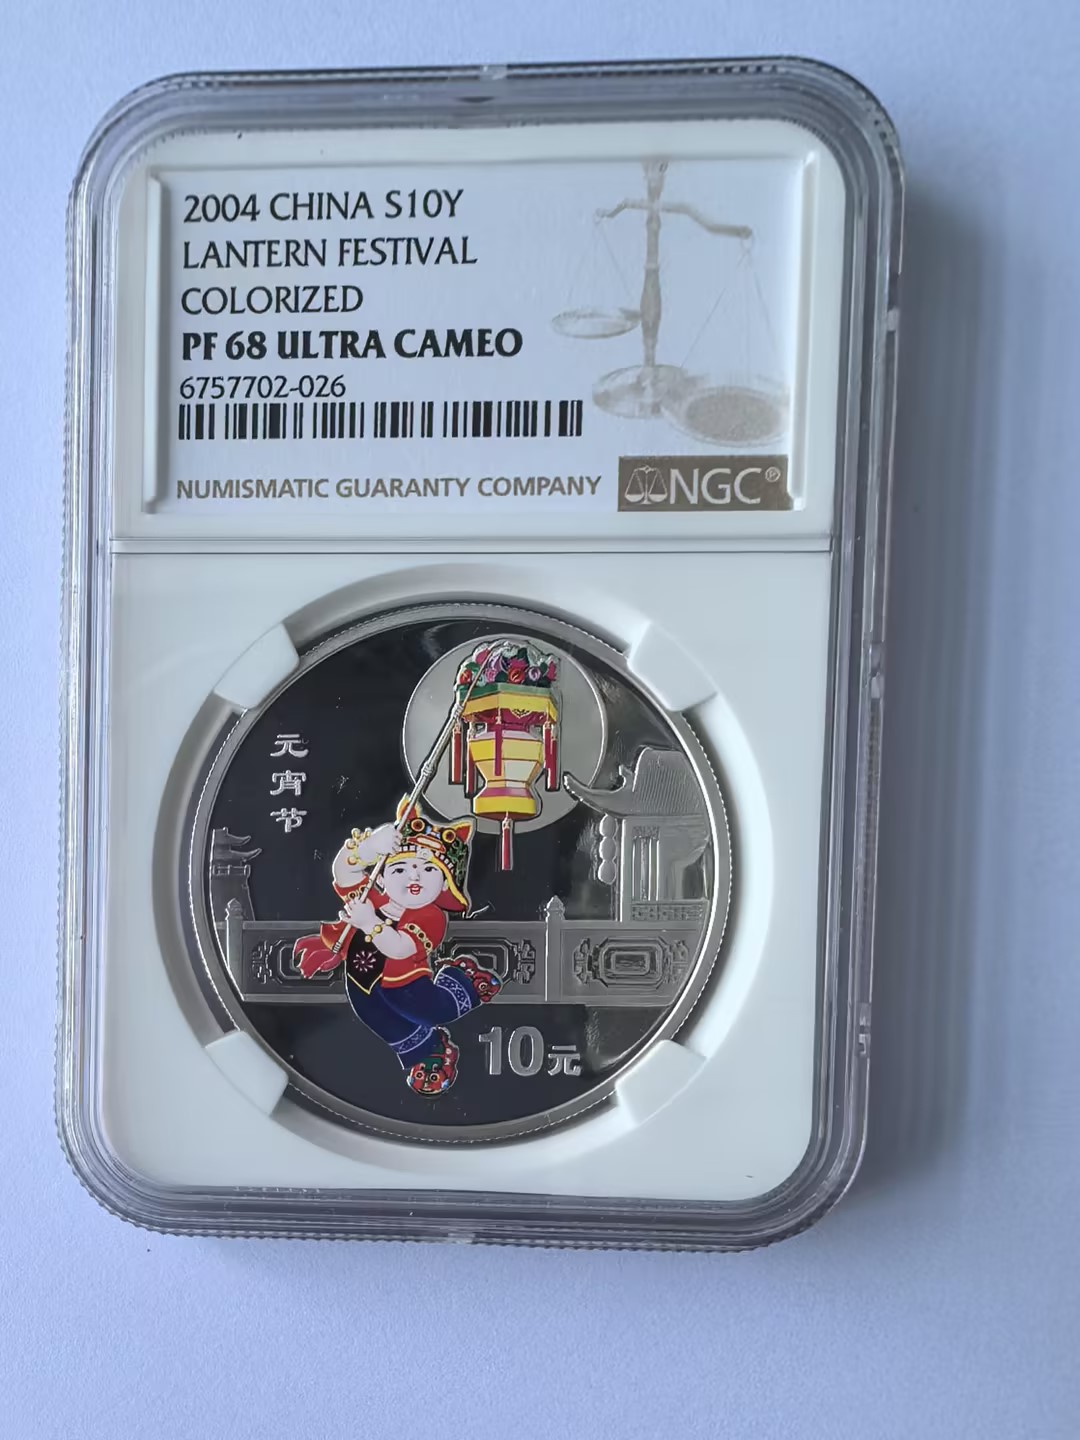 2004 CHINA S10Y
LANTERN FESTIVAL
COLORIZED
PF 68 ULTRA CAMEO
6757702-026
NUMISMATIC GUARANTY COMPANY
NGC®
元
宵
节
10元